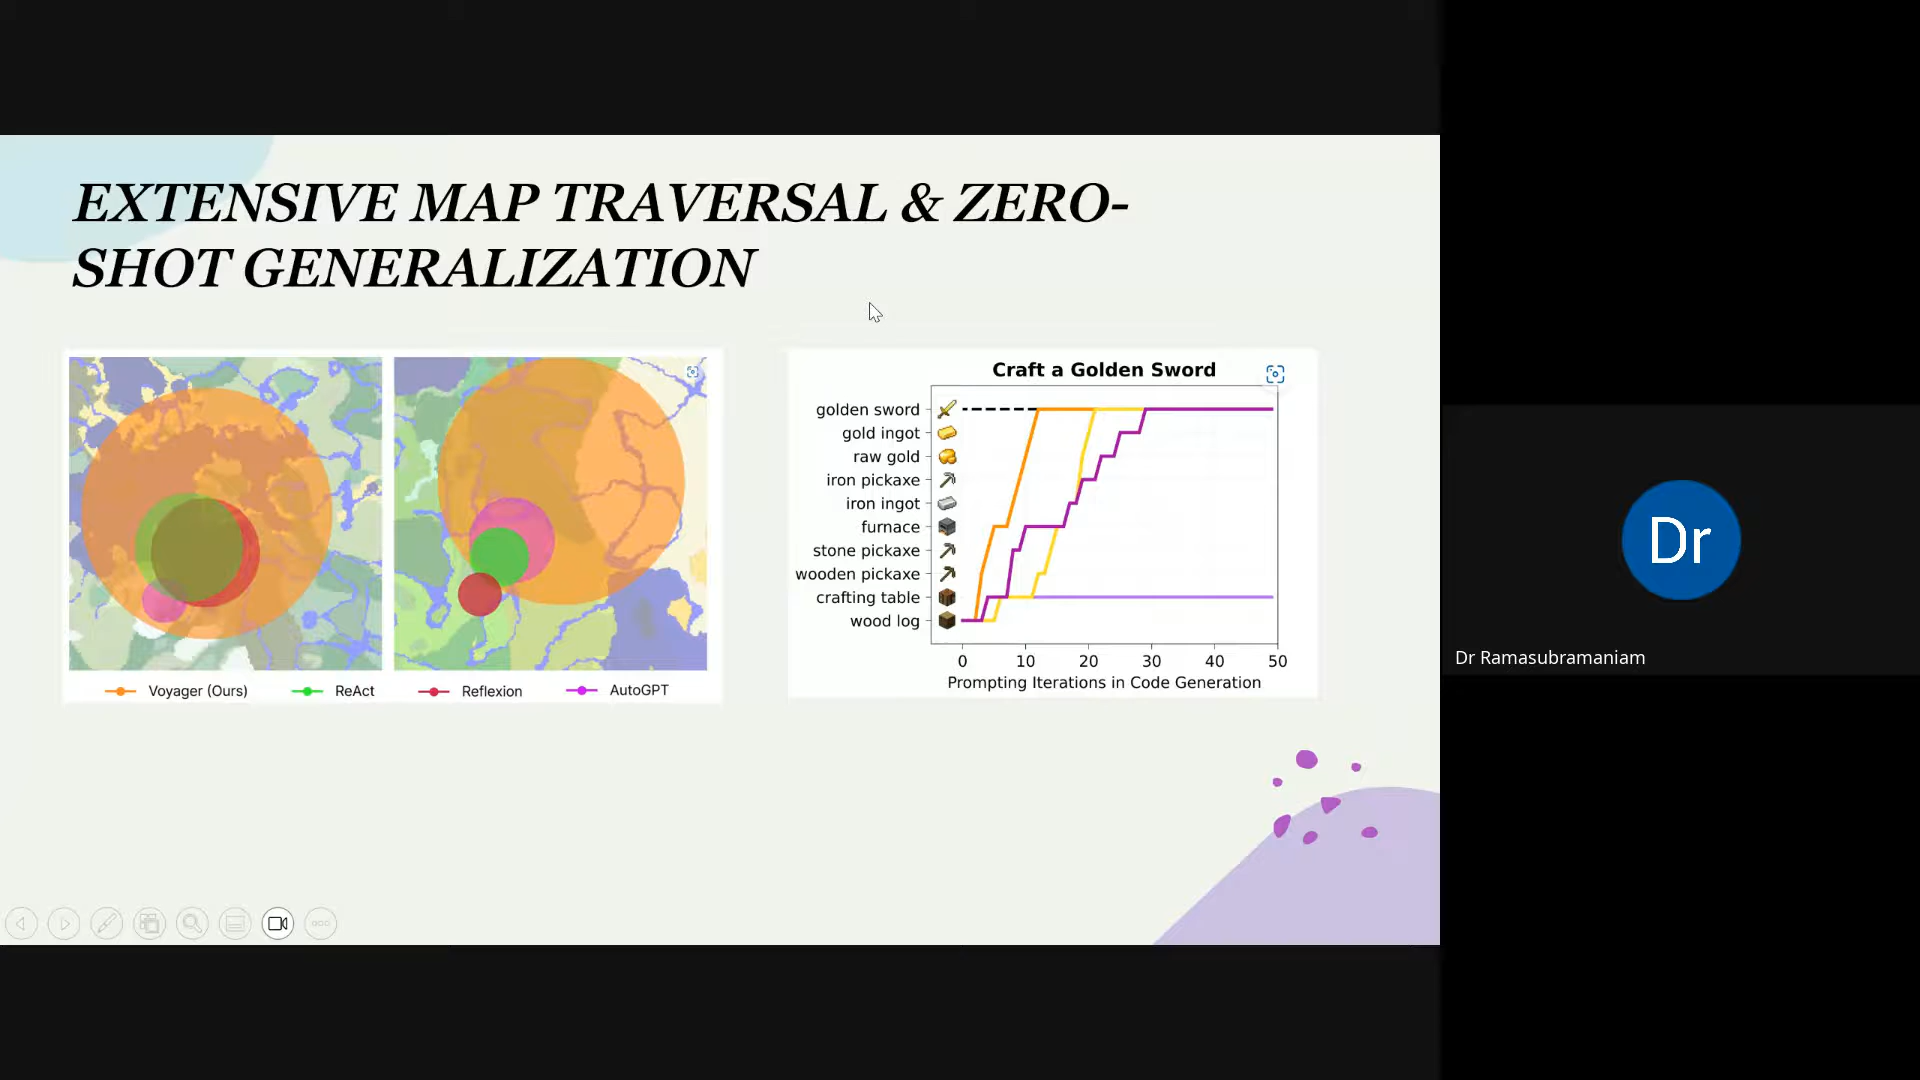 EXTENSIVE MAP TRAVERSAL & ZERO-
SHOT GENERALIZATION
Voyager (Ours) ReAct Reflexion AutoGPT
Craft a Golden Sword
golden sword
gold ingot
raw gold
iron pickaxe
iron ingot
furnace
stone pickaxe
wooden pickaxe
crafting table
wood log
0 10 20 30 40 50
Prompting Iterations in Code Generation
Dr
Dr Ramasubramaniam